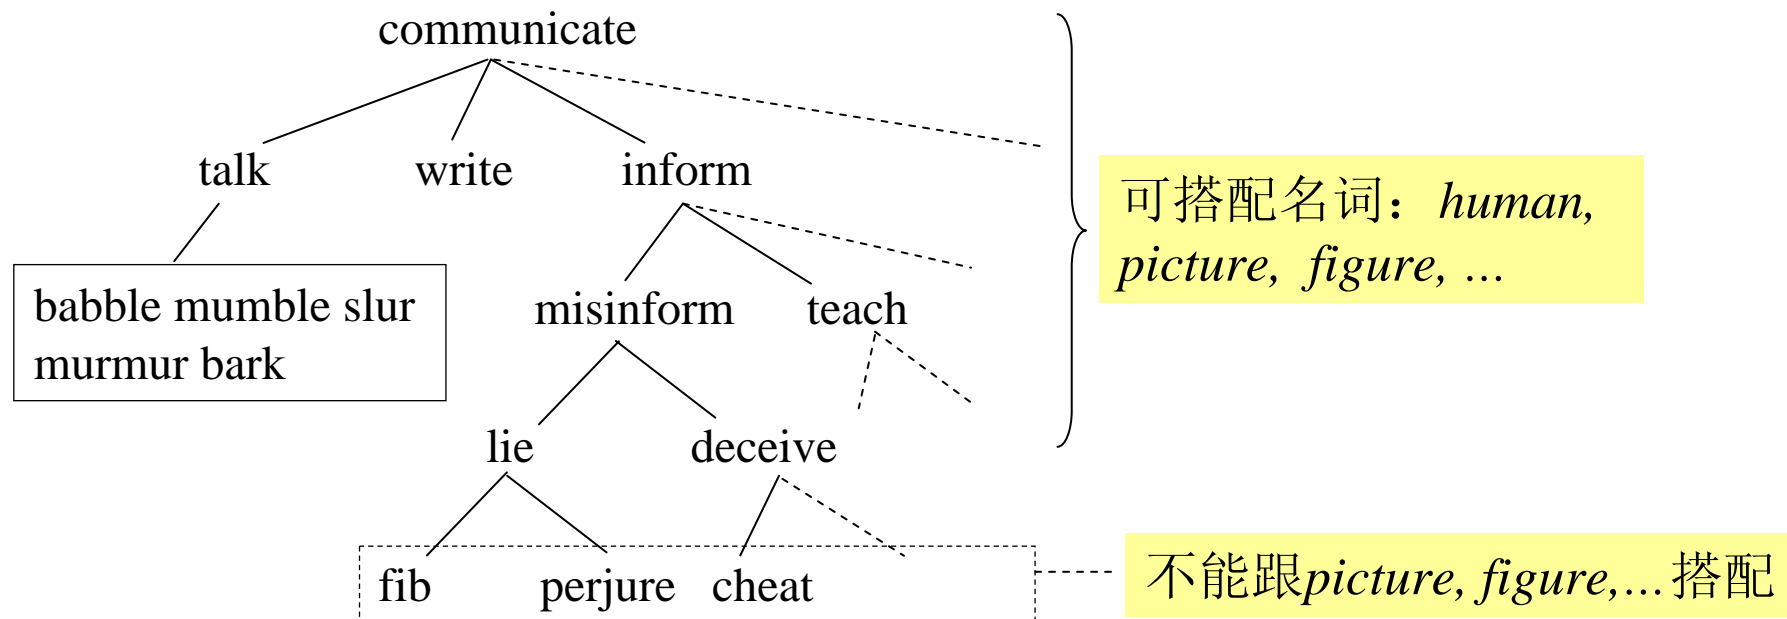 communicate
talk write inform
可搭配名词：human,
picture, figure, …
babble mumble slur
murmur bark
misinform teach
lie deceive
fib perjure cheat
不能跟picture, figure,…搭配